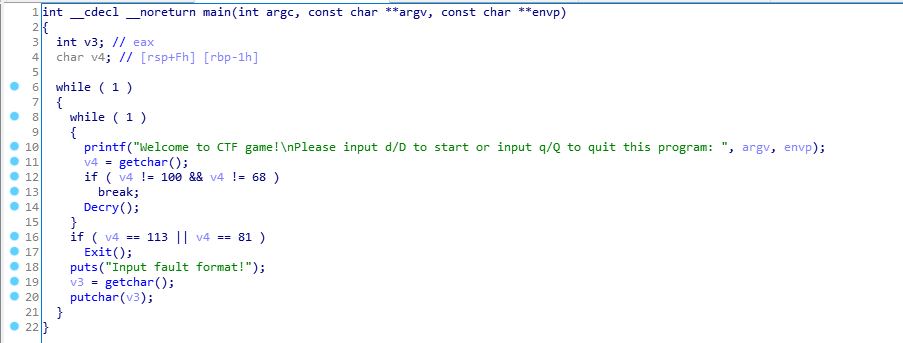 1 int __cdecl __noreturn main(int argc, const char **argv, const char **envp)
2 {
3 int v3; // eax
4 char v4; // [rsp+Fh] [rbp-1h]
5
6 while ( 1 )
7 {
8 while ( 1 )
9 {
10 printf("Welcome to CTF game!\nPlease input d/D to start or input q/Q to quit this program: ", argv, envp);
11 v4 = getchar();
12 if ( v4 != 100 && v4 != 68 )
13 break;
14 Decry();
15 }
16 if ( v4 == 113 || v4 == 81 )
17 Exit();
18 puts("Input fault format!");
19 v3 = getchar();
20 putchar(v3);
21 }
22 }